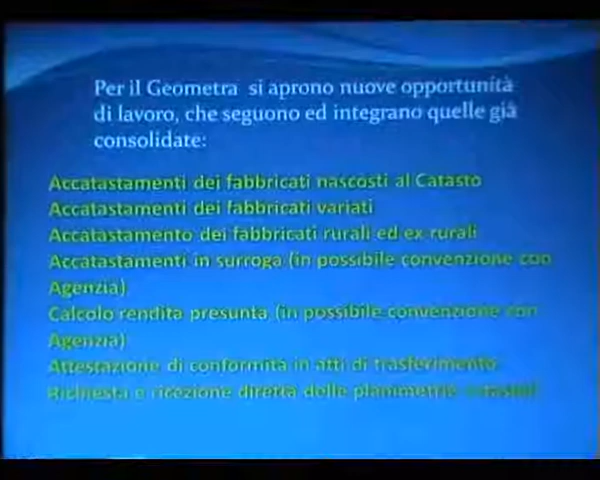 Per il Geometra si aprono nuove opportunità
di lavoro, che seguono ed integrano quelle già
consolidate:
Accatastamenti dei fabbricati nascosti al Catasto
Accatastamenti dei fabbricati variati
Accatastamento dei fabbricati rurali ed ex rurali
Accatastamenti in surroga (in possibile convenzione con
Agenzia)
Calcolo rendita presunta (in possibile convenzione con
Agenzia)
Attestazione di conformità in atti di trasferimento
Richiesta e ricezione diretta delle planimetrie catastali